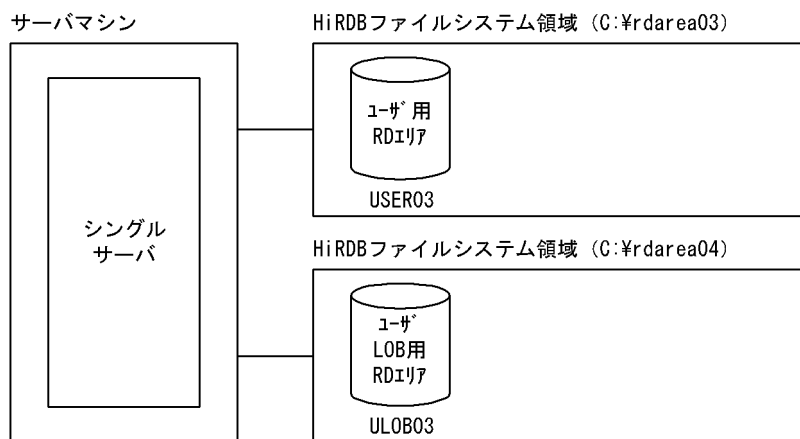 サーバマシン
HiRDBファイルシステム領域（C:¥rdarea03）
ﾕｰｻﾞ用
RDｴﾘｱ
USER03
シングル
サーバ
HiRDBファイルシステム領域（C:¥rdarea04）
ﾕｰｻﾞ
LOB用
RDｴﾘｱ
ULOB03